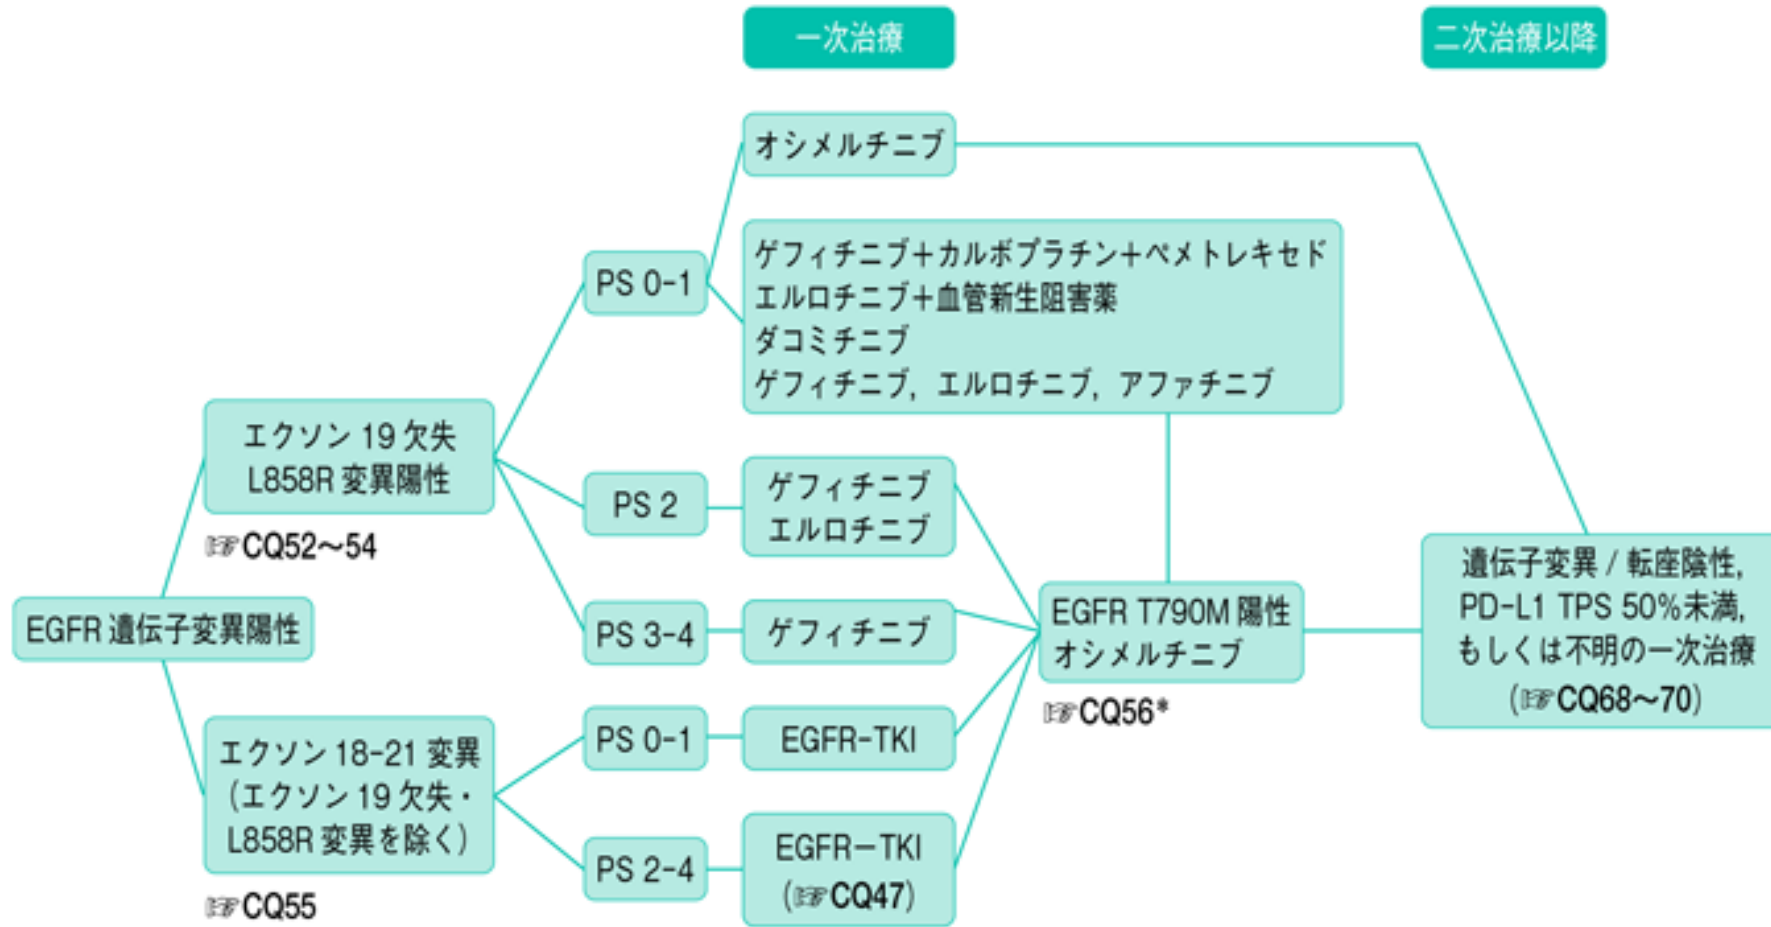 一次治療
二次治療以降
オシメルチニブ
ゲフィチニブ＋カルボプラチン＋ペメトレキセド
エルロチニブ＋血管新生阻害薬
ダコミチニブ
ゲフィチニブ，エルロチニブ，アファチニブ
PS 0-1
エクソン 19 欠失
L858R 変異陽性
☞CQ52〜54
PS 2
ゲフィチニブ
エルロチニブ
PS 3-4
ゲフィチニブ
EGFR 遺伝子変異陽性
EGFR T790M 陽性
オシメルチニブ
☞CQ56*
遺伝子変異 / 転座陰性,
PD-L1 TPS 50%未満,
もしくは不明の一次治療
(☞CQ68〜70)
エクソン 18-21 変異
(エクソン 19 欠失・
L858R 変異を除く)
☞CQ55
PS 0-1
EGFR-TKI
PS 2-4
EGFR−TKI
(☞CQ47)